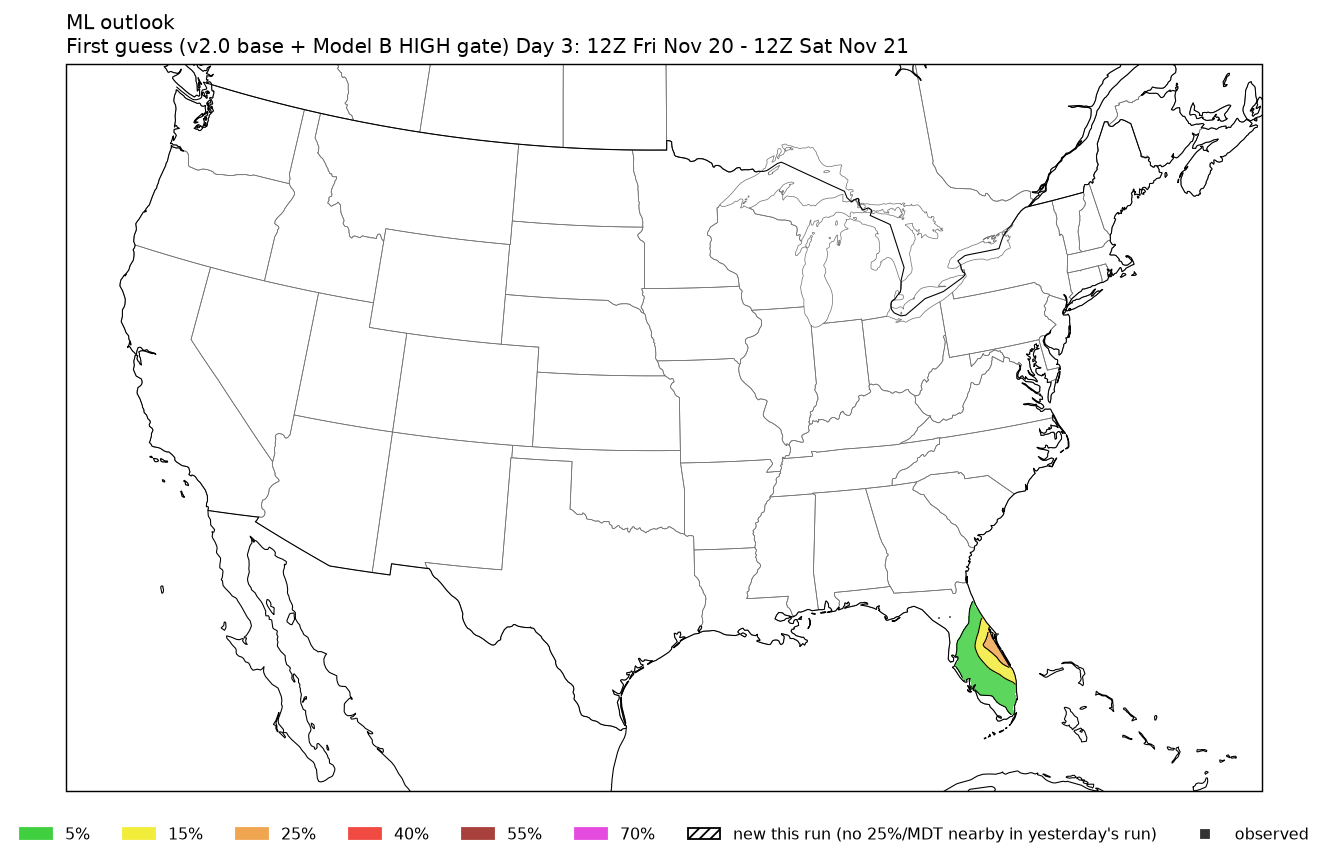 ML outlook
First guess (v2.0 base + Model B HIGH gate) Day 3: 12Z Fri Nov 20 - 12Z Sat Nov 21
5% 15% 25% 40% 55% 70% new this run (no 25%/MDT nearby in yesterday's run) observed